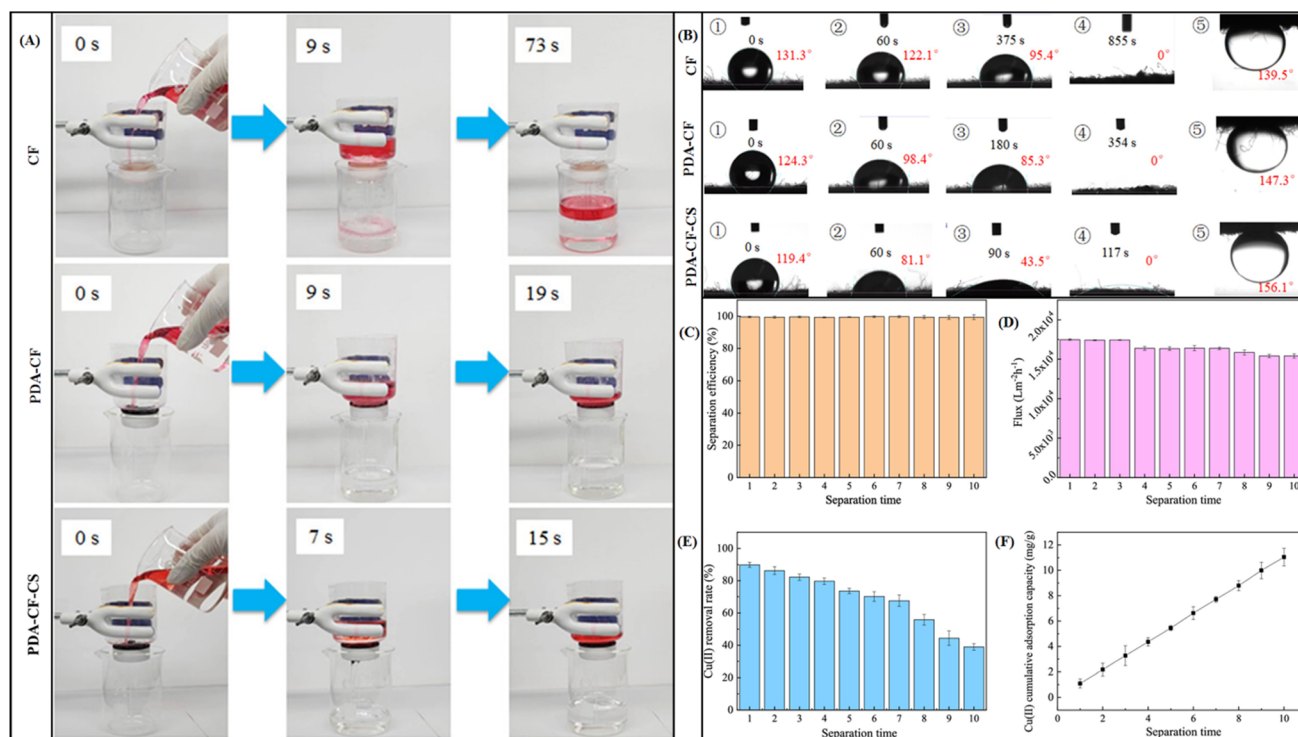 (A)
CF
0 s
9 s
73 s
PDA-CF
0 s
9 s
19 s
PDA-CF-CS
0 s
7 s
15 s
(B)
CF
① 0 s 131.3°
② 60 s 122.1°
③ 375 s 95.4°
④ 855 s 0°
⑤ 139.5°
PDA-CF
① 0 s 124.3°
② 60 s 98.4°
③ 180 s 85.3°
④ 354 s 0°
⑤ 147.3°
PDA-CF-CS
① 0 s 119.4°
② 60 s 81.1°
③ 90 s 43.5°
④ 117 s 0°
⑤ 156.1°
(C)
Separation efficiency (%)
100
80
60
40
20
0
1 2 3 4 5 6 7 8 9 10
Separation time
(D)
Flux (Lm⁻²h⁻¹)
2.0x10⁴
1.5x10⁴
1.0x10⁴
5.0x10³
0.0
1 2 3 4 5 6 7 8 9 10
Separation time
(E)
Cu(II) removal rate (%)
100
80
60
40
20
0
1 2 3 4 5 6 7 8 9 10
Separation time
(F)
Cu(II) cumulative adsorption capacity (mg/g)
12
10
8
6
4
2
0
0 2 4 6 8 10
Separation time